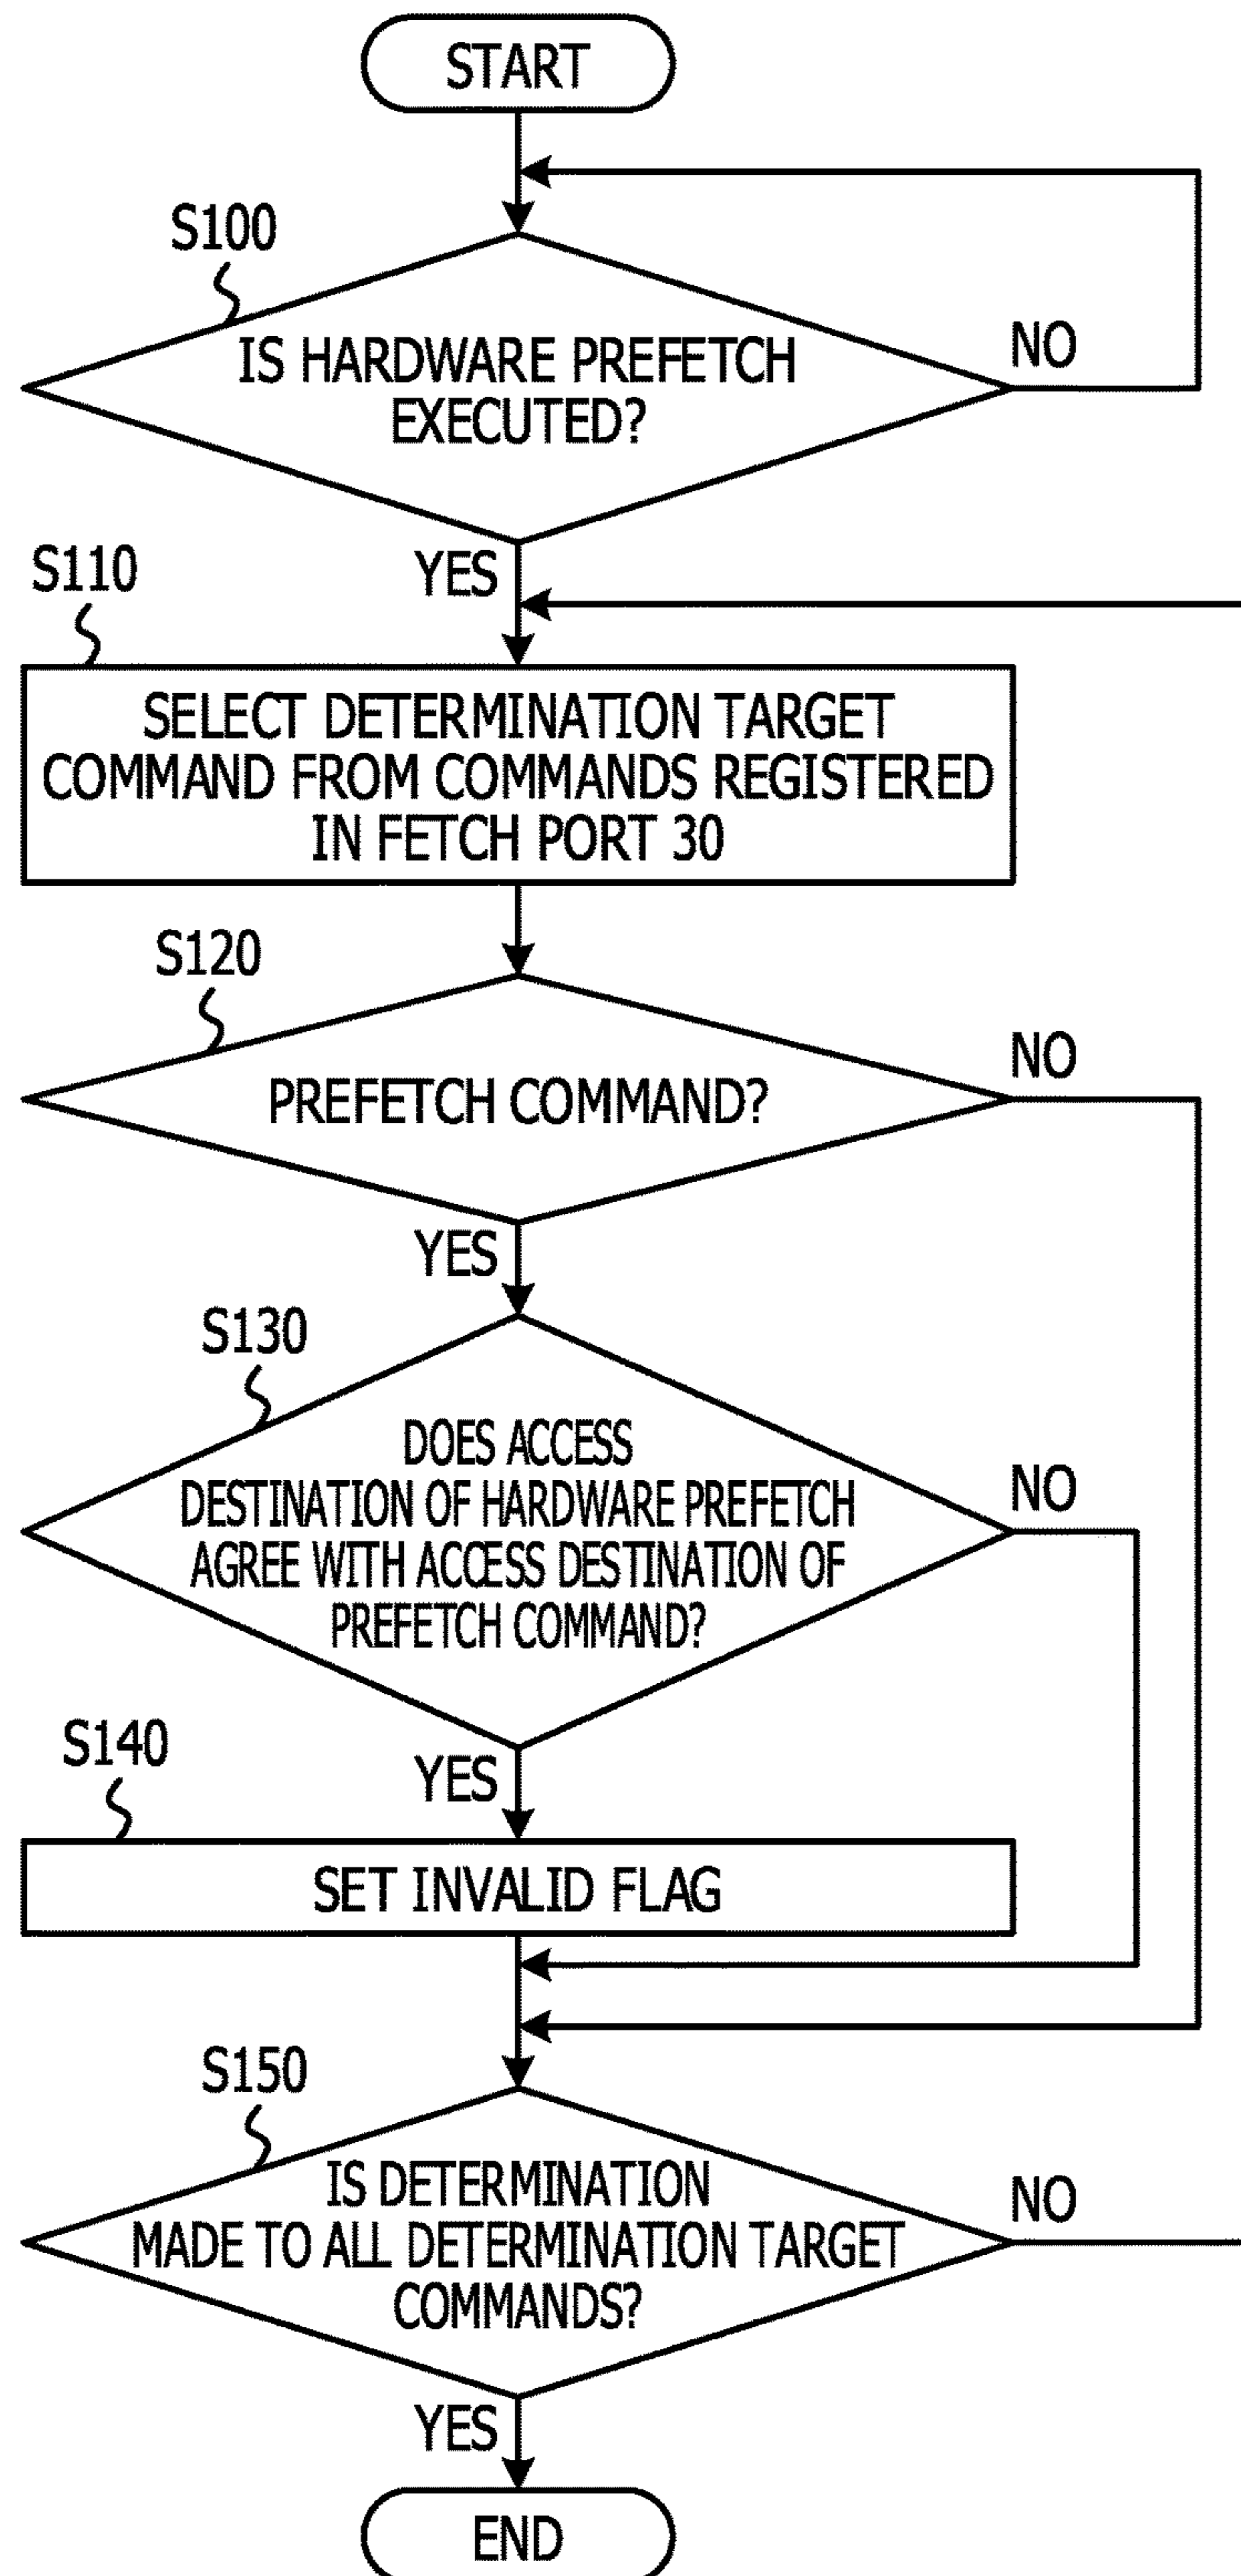 START
S100
IS HARDWARE PREFETCH
EXECUTED?
NO
YES
S110
SELECT DETERMINATION TARGET
COMMAND FROM COMMANDS REGISTERED
IN FETCH PORT 30
S120
PREFETCH COMMAND?
NO
YES
S130
DOES ACCESS
DESTINATION OF HARDWARE PREFETCH
AGREE WITH ACCESS DESTINATION OF
PREFETCH COMMAND?
NO
YES
S140
SET INVALID FLAG
S150
IS DETERMINATION
MADE TO ALL DETERMINATION TARGET
COMMANDS?
NO
YES
END